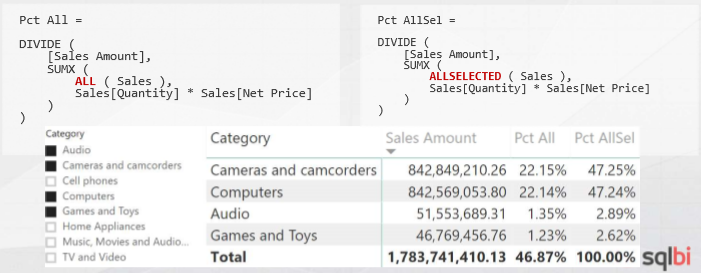 Pct All =
DIVIDE (
[Sales Amount],
SUMX (
ALL ( Sales ),
Sales[Quantity] * Sales[Net Price]
)
)
Pct AllSel =
DIVIDE (
[Sales Amount],
SUMX (
ALLSELECTED ( Sales ),
Sales[Quantity] * Sales[Net Price]
)
)
Category
Audio
Cameras and camcorders
Cell phones
Computers
Games and Toys
Home Appliances
Music, Movies and Audio...
TV and Video
Category Sales Amount Pct All Pct AllSel
Cameras and camcorders 842,849,210.26 22.15% 47.25%
Computers 842,569,053.80 22.14% 47.24%
Audio 51,553,689.31 1.35% 2.89%
Games and Toys 46,769,456.76 1.23% 2.62%
Total 1,783,741,410.13 46.87% 100.00%
sqlbi